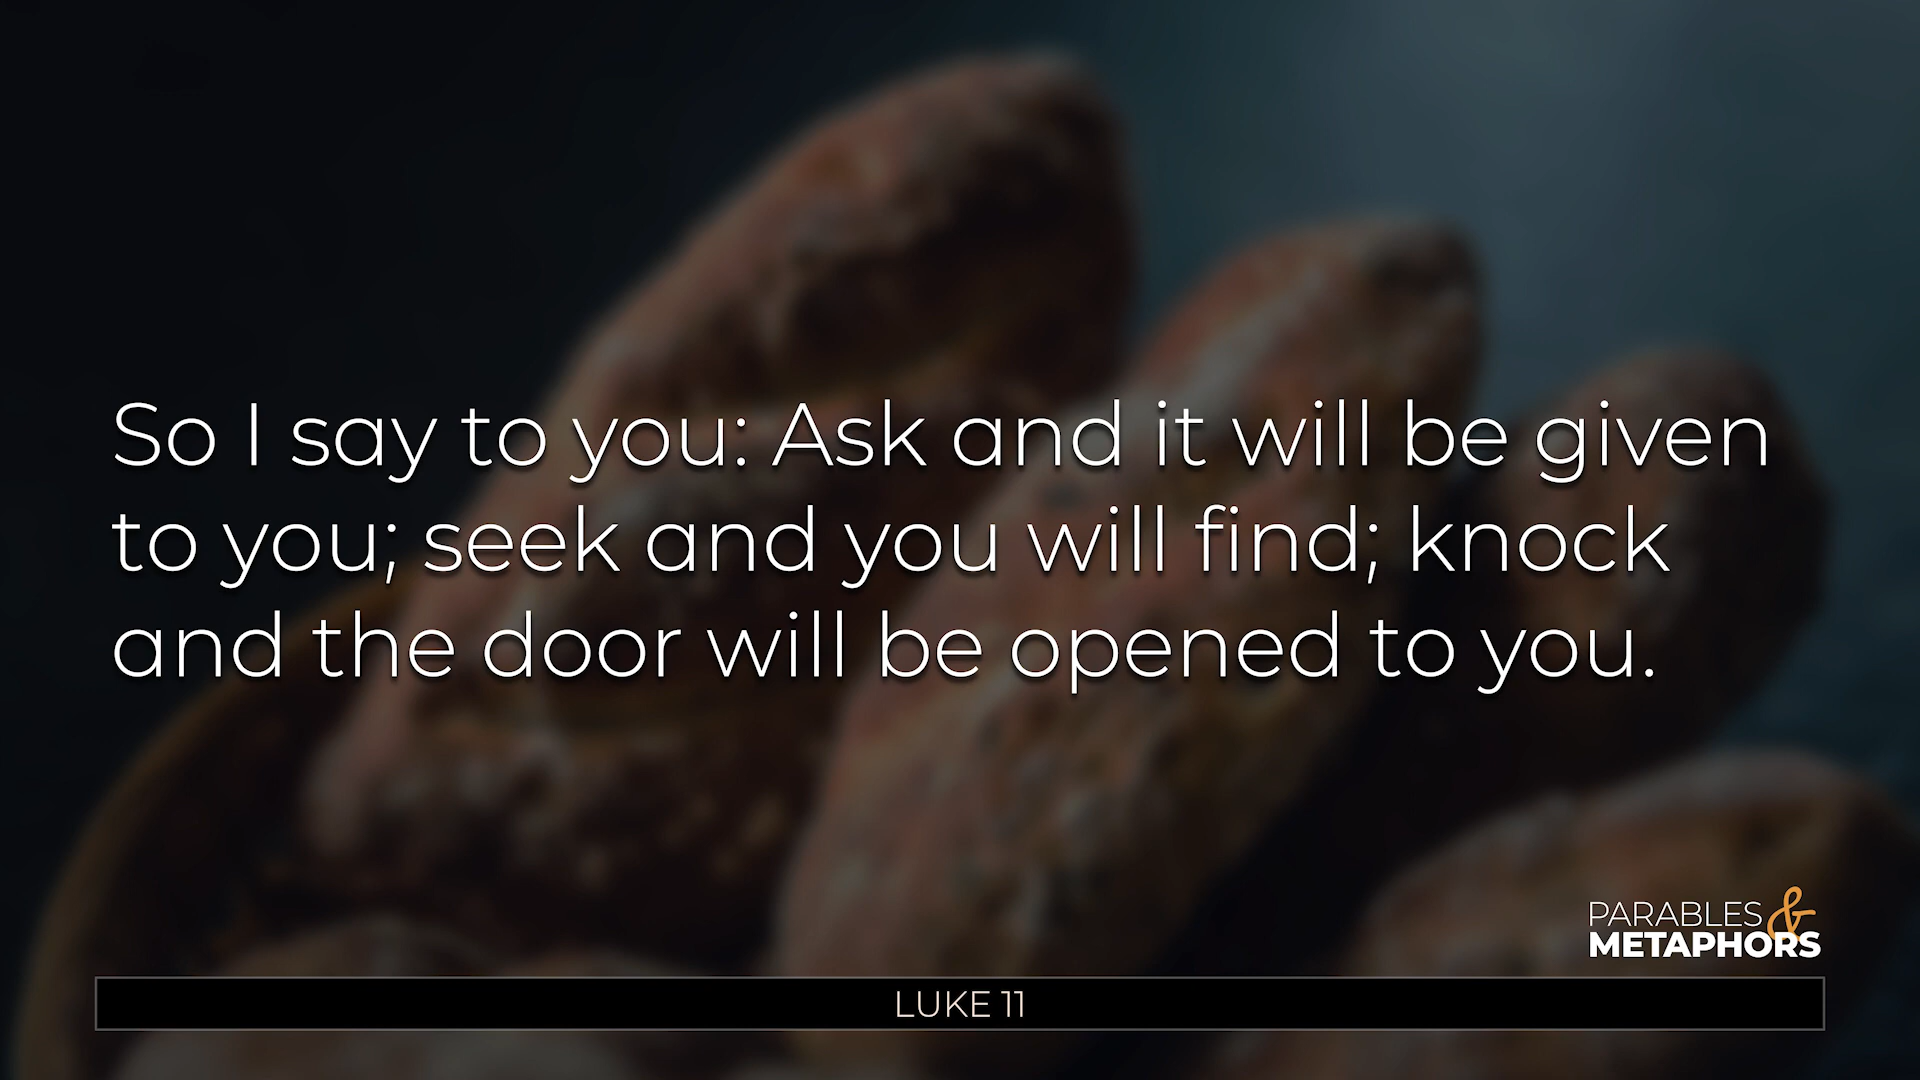 So I say to you: Ask and it will be given
to you; seek and you will find; knock
and the door will be opened to you.
PARABLES &
METAPHORS
LUKE 11